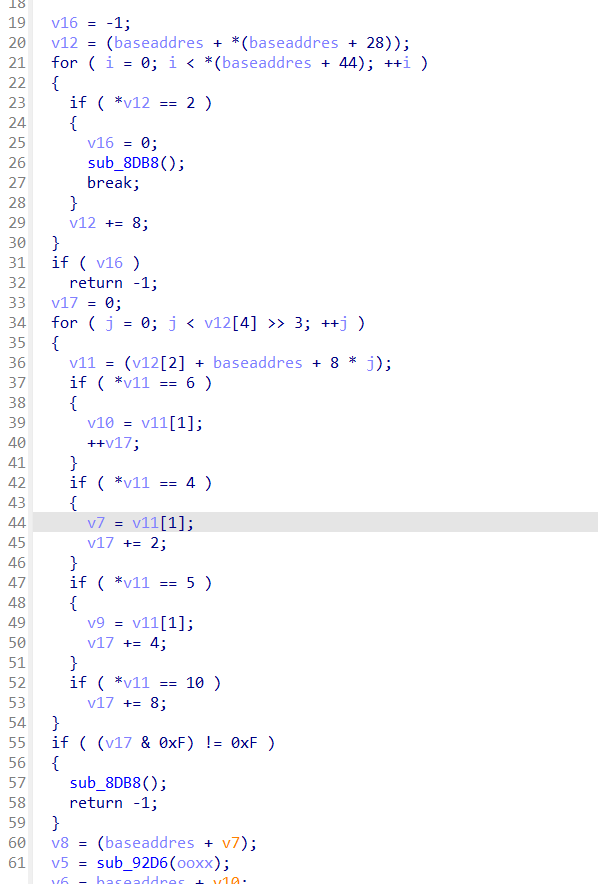 18
19 v16 = -1;
20 v12 = (baseaddres + *(baseaddres + 28));
21 for ( i = 0; i < *(baseaddres + 44); ++i )
22 {
23   if ( *v12 == 2 )
24   {
25     v16 = 0;
26     sub_8DB8();
27     break;
28   }
29   v12 += 8;
30 }
31 if ( v16 )
32   return -1;
33 v17 = 0;
34 for ( j = 0; j < v12[4] >> 3; ++j )
35 {
36   v11 = (v12[2] + baseaddres + 8 * j);
37   if ( *v11 == 6 )
38   {
39     v10 = v11[1];
40     ++v17;
41   }
42   if ( *v11 == 4 )
43   {
44     v7 = v11[1];
45     v17 += 2;
46   }
47   if ( *v11 == 5 )
48   {
49     v9 = v11[1];
50     v17 += 4;
51   }
52   if ( *v11 == 10 )
53     v17 += 8;
54 }
55 if ( (v17 & 0xF) != 0xF )
56 {
57   sub_8DB8();
58   return -1;
59 }
60 v8 = (baseaddres + v7);
61 v5 = sub_92D6(ooxx);
v6 = baseaddres + v10;